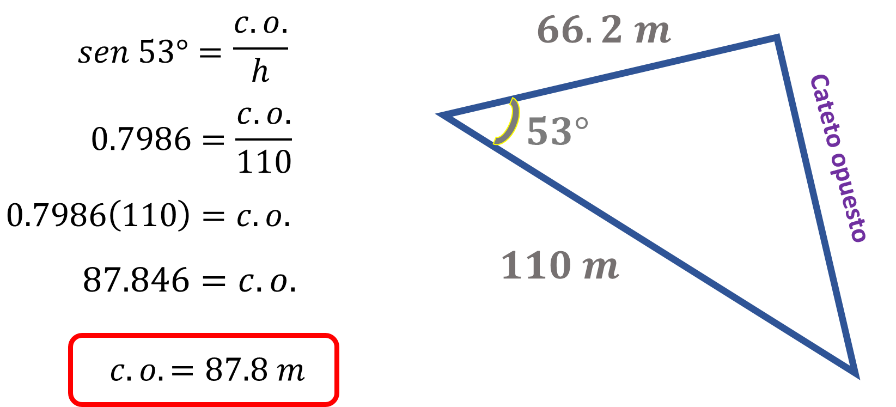 sen 53° = c.o./h
0.7986 = c.o./110
0.7986(110) = c.o.
87.846 = c.o.
c.o. = 87.8 m
66.2 m
53°
110 m
Cateto opuesto